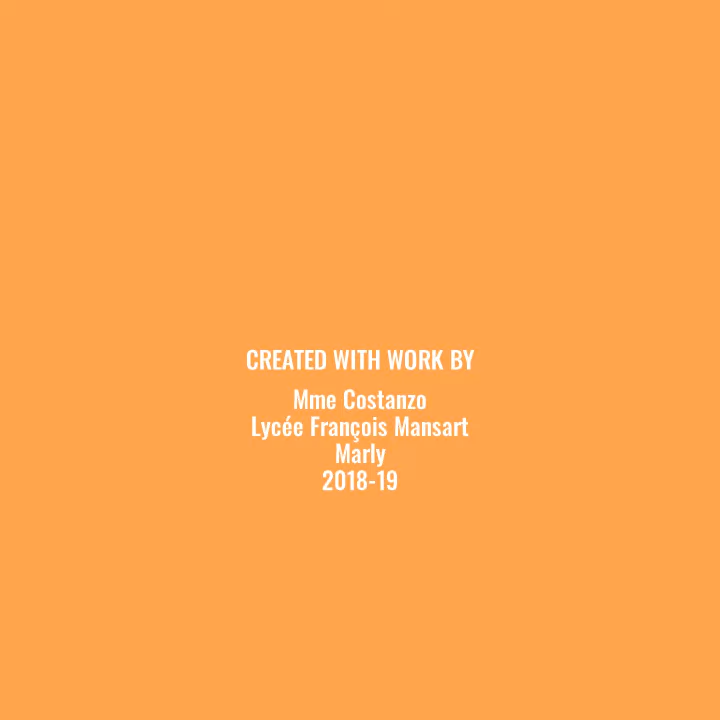 CREATED WITH WORK BY
Mme Costanzo
Lycée François Mansart
Marly
2018-19